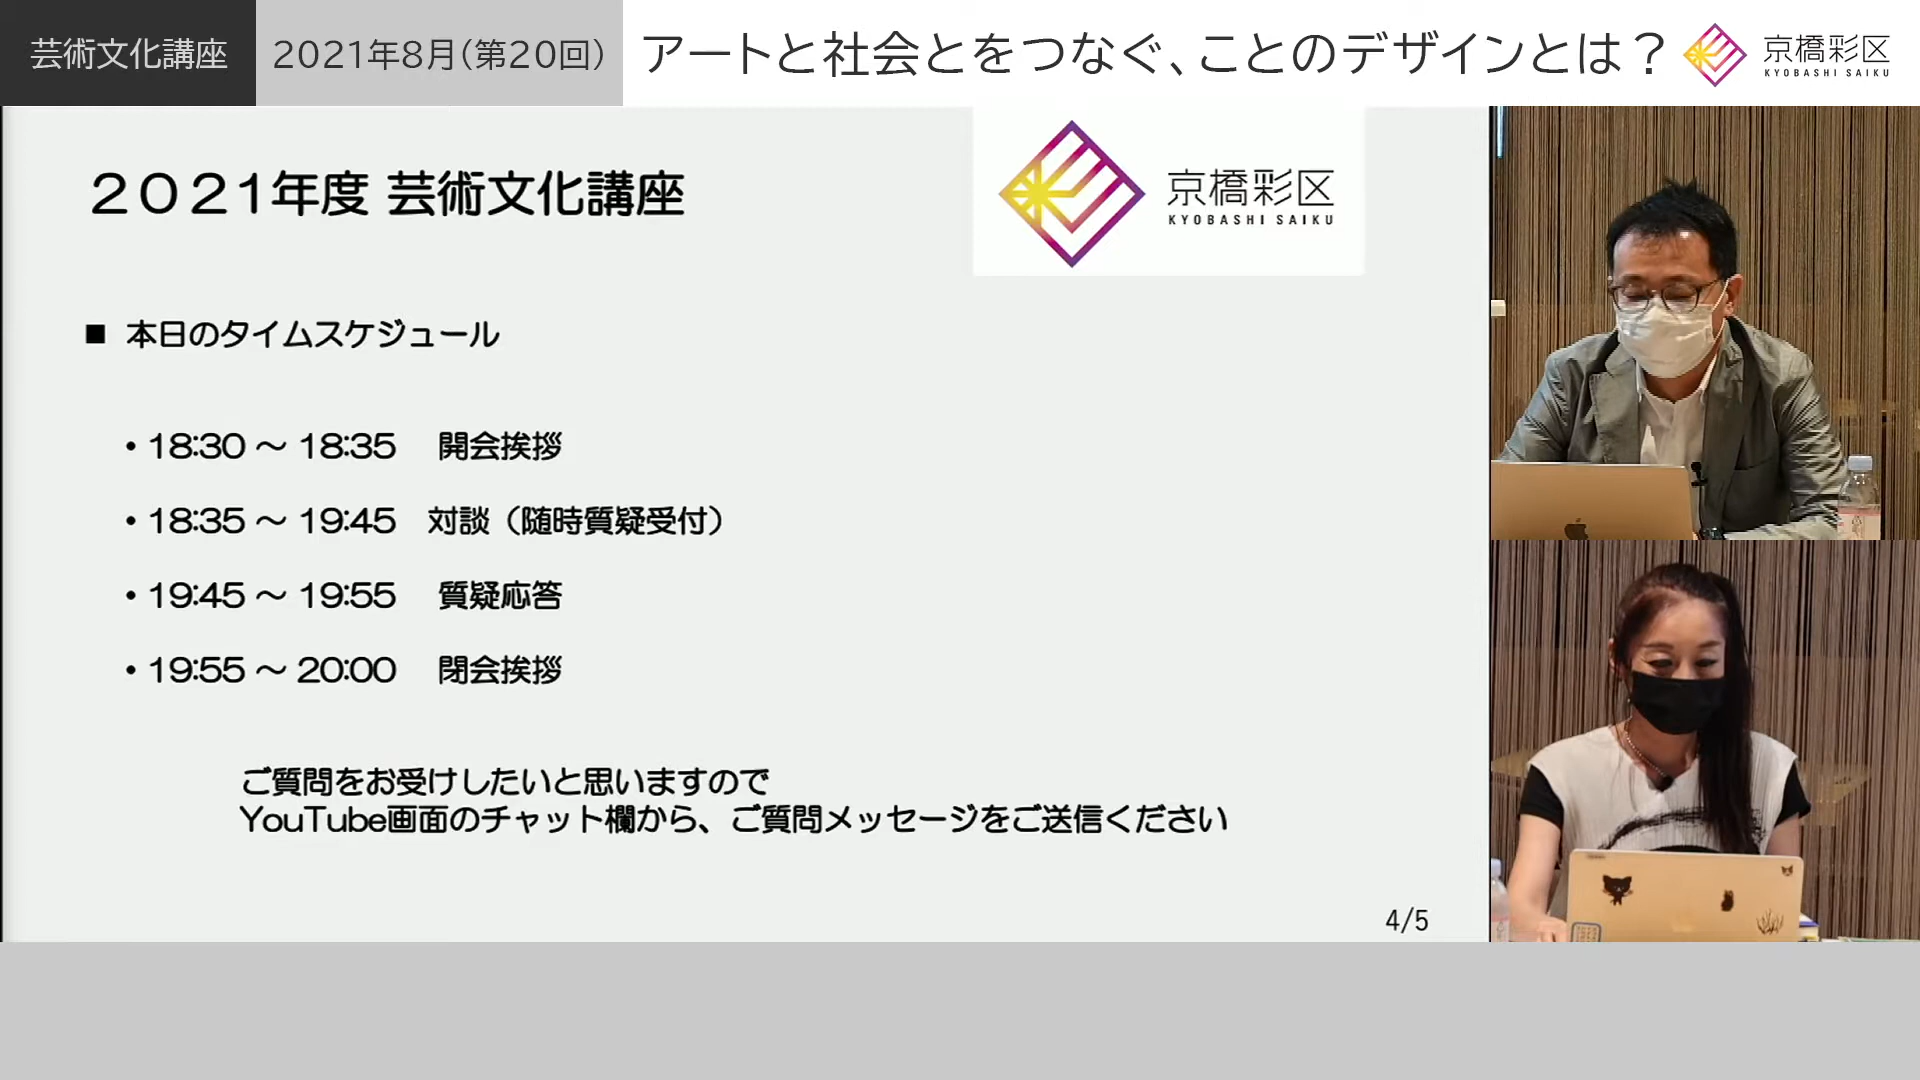 芸術文化講座
2021年8月(第20回)
アートと社会とをつなぐ、ことのデザインとは？
京橋彩区
KYOBASHI SAIKU
２０２１年度 芸術文化講座
京橋彩区
KYOBASHI SAIKU
■ 本日のタイムスケジュール
・18:30 ～ 18:35 開会挨拶
・18:35 ～ 19:45 対談（随時質疑受付）
・19:45 ～ 19:55 質疑応答
・19:55 ～ 20:00 閉会挨拶
ご質問をお受けしたいと思いますので
YouTube画面のチャット欄から、ご質問メッセージをご送信ください
4/5